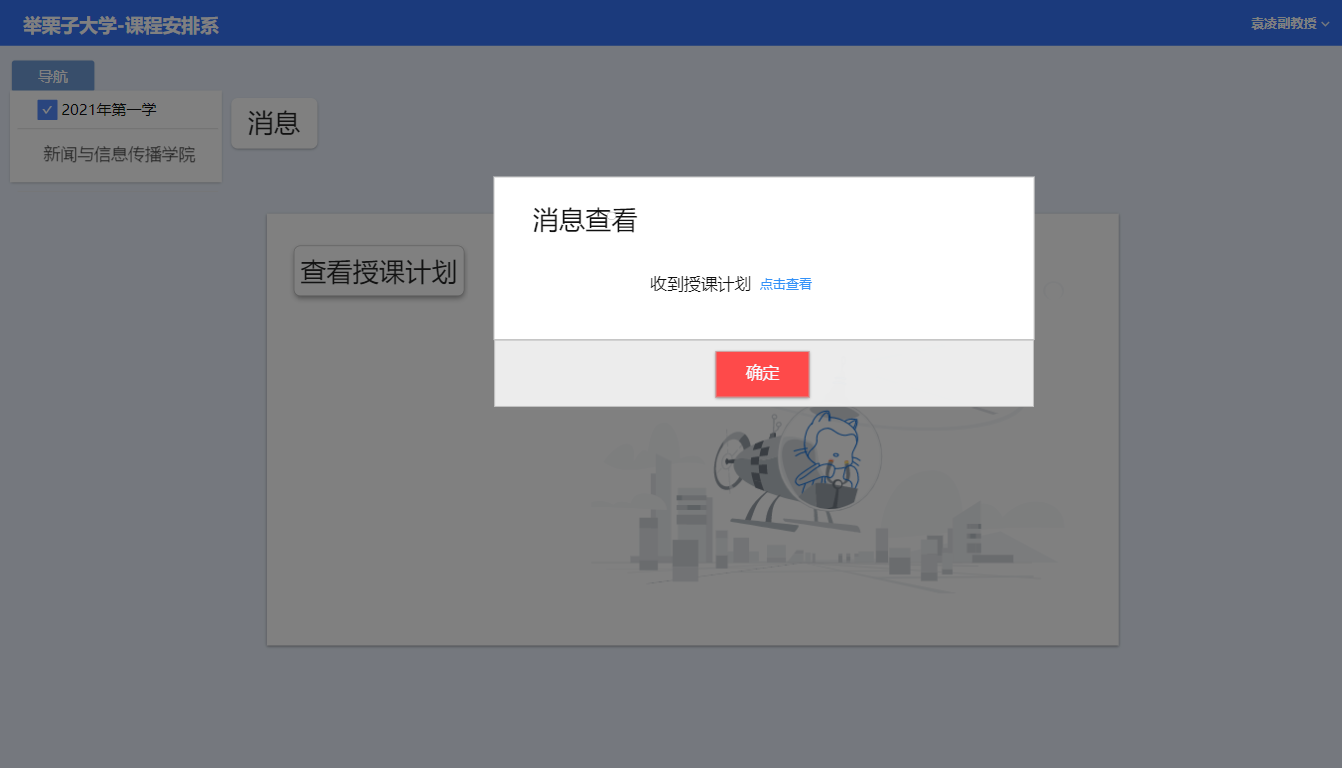 举栗子大学-课程安排系
袁凌副教授
导航
2021年第一学
新闻与信息传播学院
消息
消息查看
收到授课计划 点击查看
确定
查看授课计划